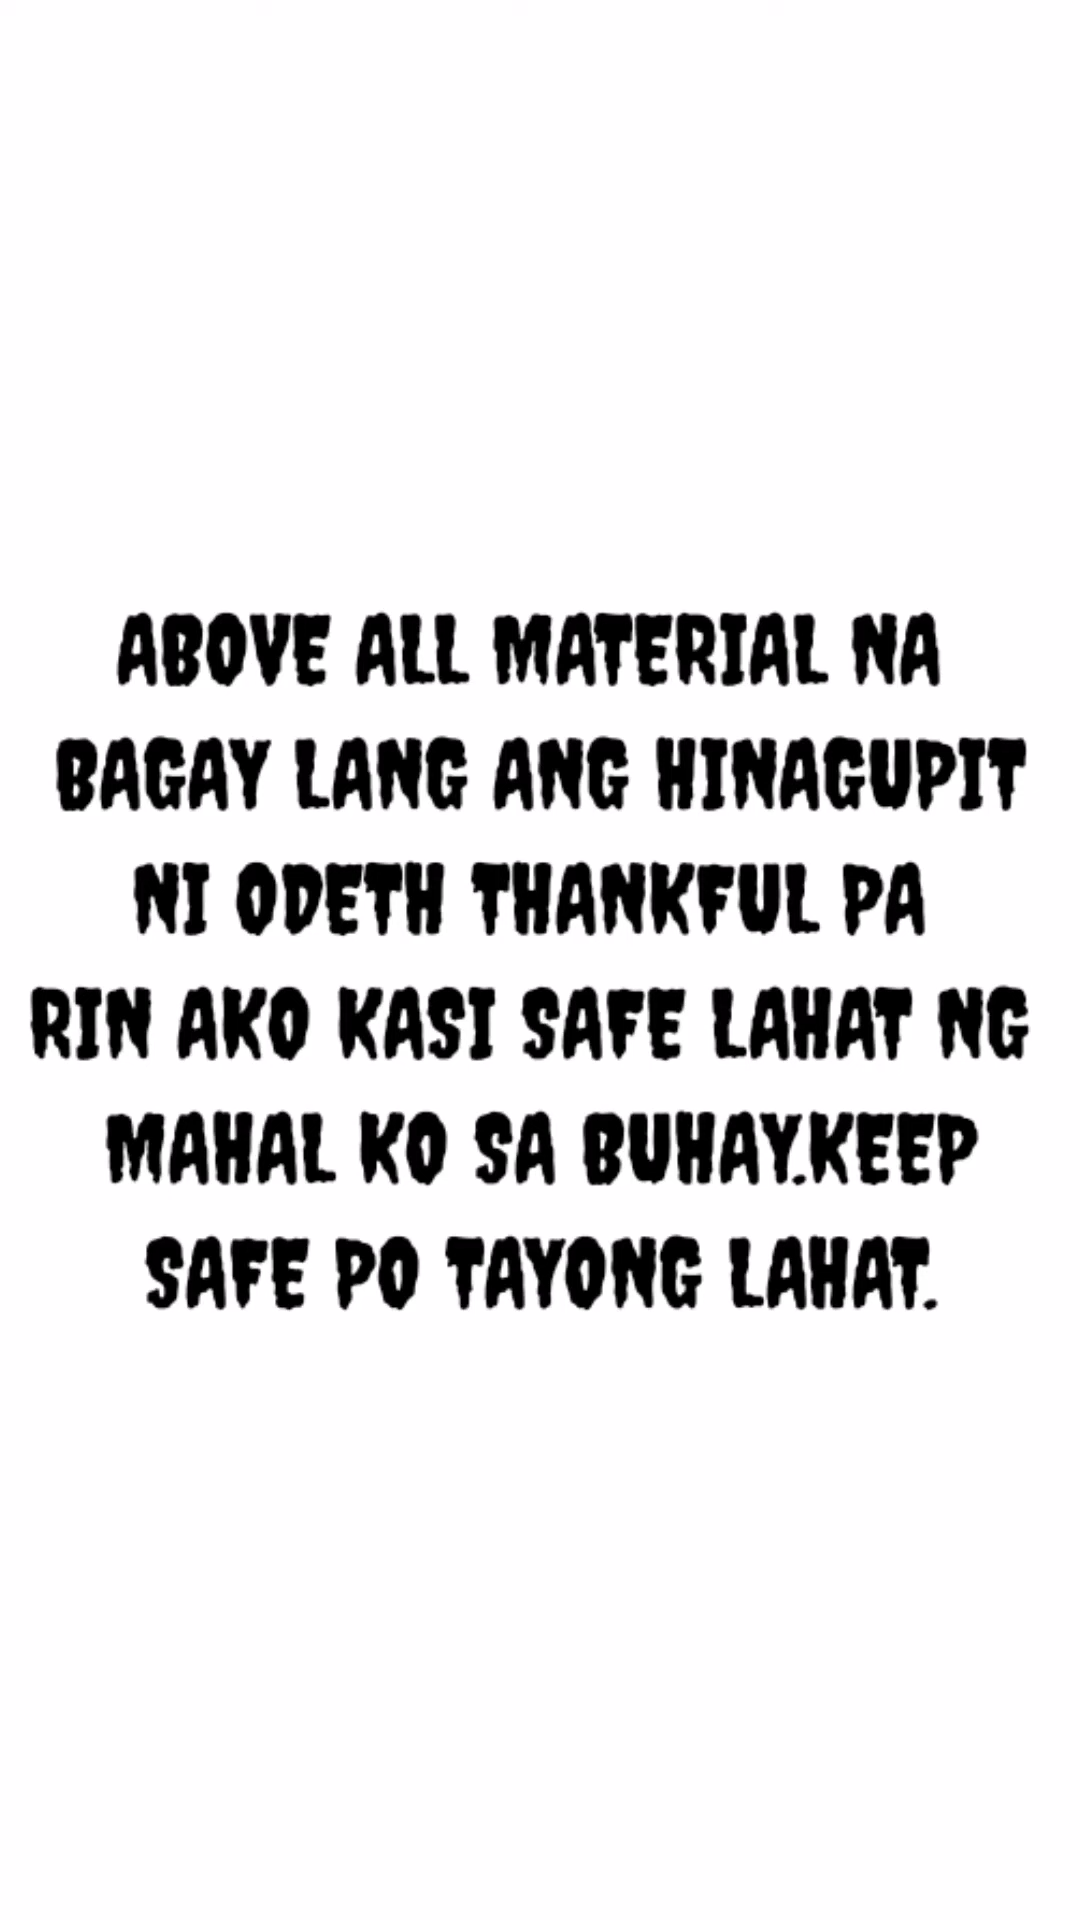 ABOVE ALL MATERIAL NA
BAGAY LANG ANG HINAGUPIT
NI ODETH THANKFUL PA
RIN AKO KASI SAFE LAHAT NG
MAHAL KO SA BUHAY.KEEP
SAFE PO TAYONG LAHAT.